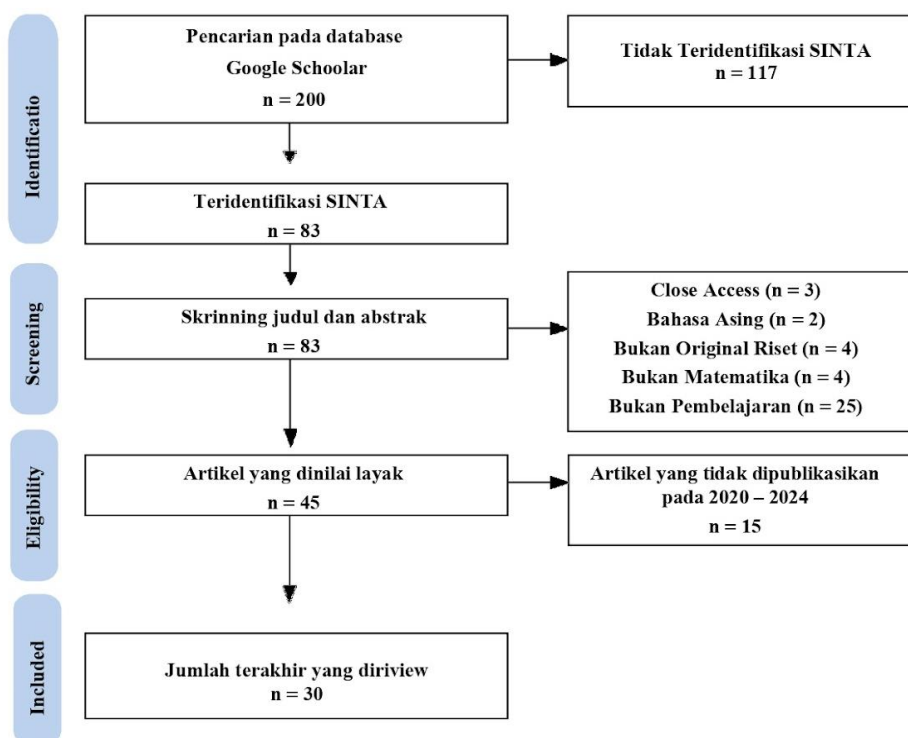 Identificatio
Pencarian pada database
Google Schoolar
n = 200
Tidak Teridentifikasi SINTA
n = 117
Teridentifikasi SINTA
n = 83
Screening
Skrinning judul dan abstrak
n = 83
Close Access (n = 3)
Bahasa Asing (n = 2)
Bukan Original Riset (n = 4)
Bukan Matematika (n = 4)
Bukan Pembelajaran (n = 25)
Eligibility
Artikel yang dinilai layak
n = 45
Artikel yang tidak dipublikasikan
pada 2020 – 2024
n = 15
Included
Jumlah terakhir yang diriview
n = 30